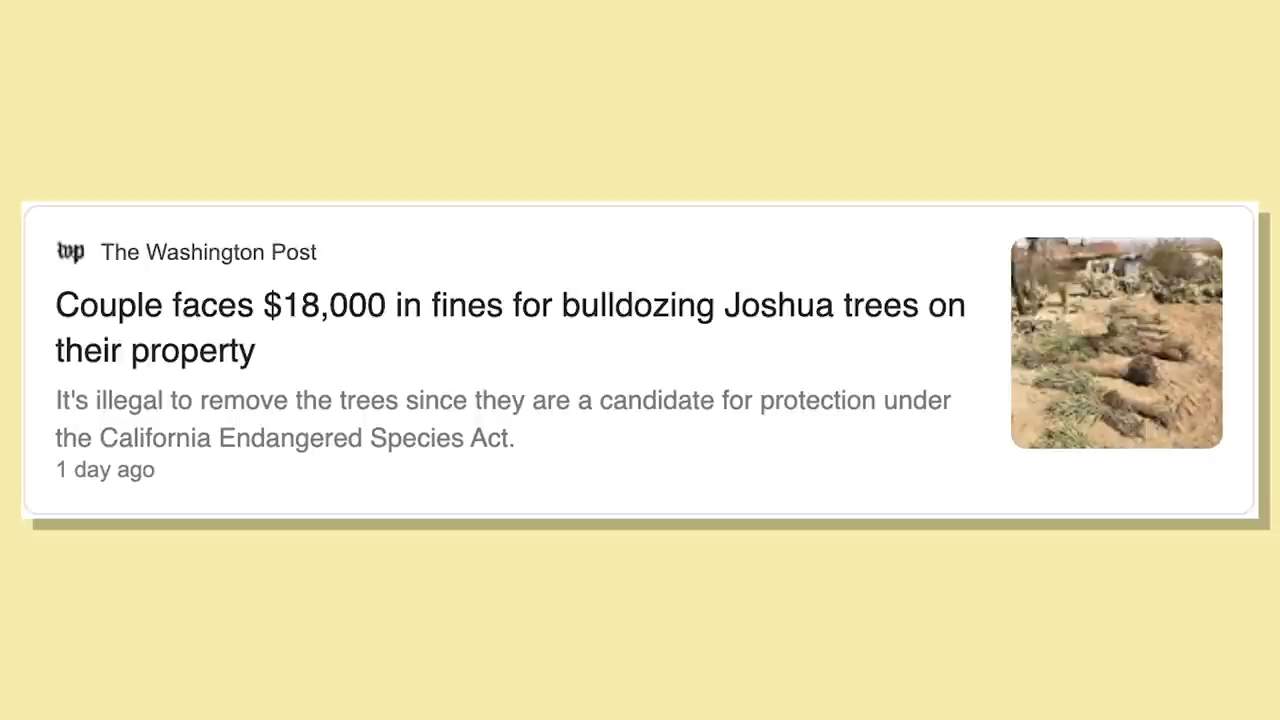 wp The Washington Post
Couple faces $18,000 in fines for bulldozing Joshua trees on
their property
It's illegal to remove the trees since they are a candidate for protection under
the California Endangered Species Act.
1 day ago